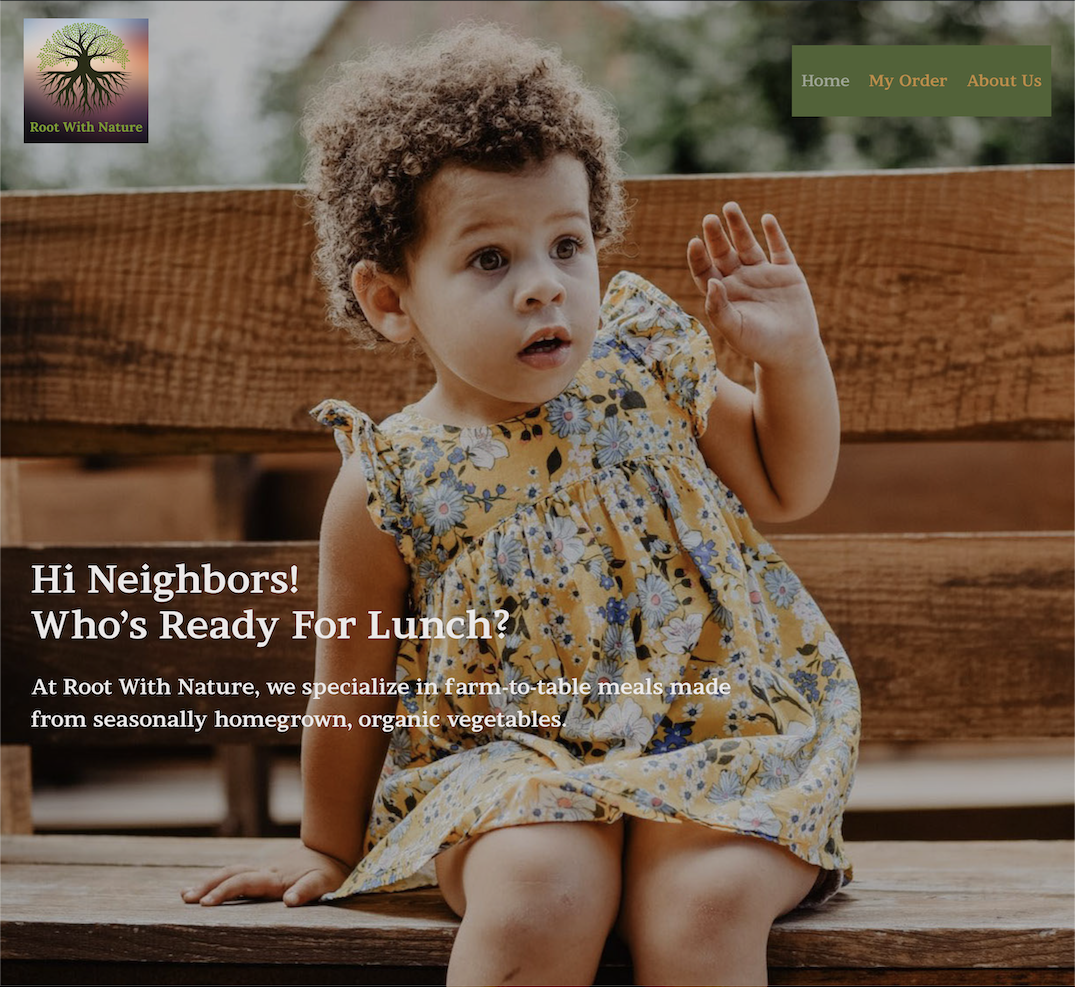 Root With Nature
Home My Order About Us
Hi Neighbors!
Who’s Ready For Lunch?
At Root With Nature, we specialize in farm-to-table meals made
from seasonally homegrown, organic vegetables.